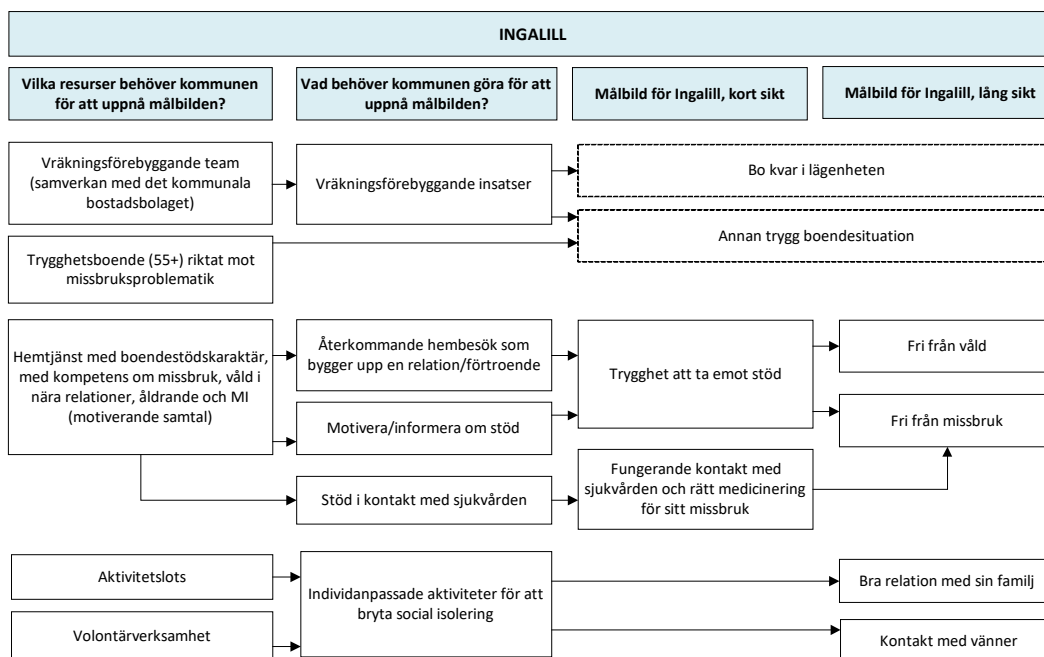 INGALILL
Vilka resurser behöver kommunen
för att uppnå målbilden?
Vad behöver kommunen göra för att
uppnå målbilden?
Målbild för Ingalill, kort sikt
Målbild för Ingalill, lång sikt
Vräkningsförebyggande team
(samverkan med det kommunala
bostadsbolaget)
Vräkningsförebyggande insatser
Bo kvar i lägenheten
Annan trygg boendesituation
Trygghetsboende (55+) riktat mot
missbruksproblematik
Hemtjänst med boendestödskaraktär,
med kompetens om missbruk, våld i
nära relationer, åldrande och MI
(motiverande samtal)
Återkommande hembesök som
bygger upp en relation/förtroende
Motivera/informera om stöd
Stöd i kontakt med sjukvården
Trygghet att ta emot stöd
Fungerande kontakt med
sjukvården och rätt medicinering
för sitt missbruk
Fri från våld
Fri från missbruk
Aktivitetslots
Volontärverksamhet
Individanpassade aktiviteter för att
bryta social isolering
Bra relation med sin familj
Kontakt med vänner